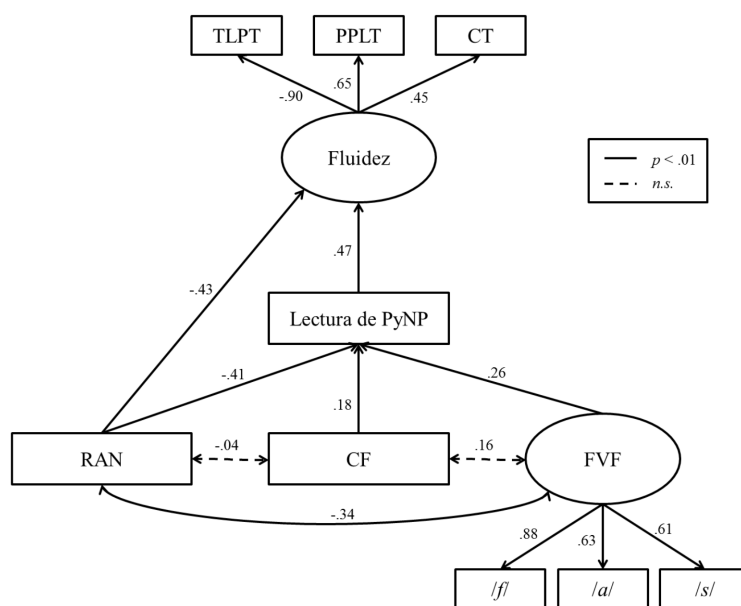 TLPT PPLT CT
-.90 .65 .45
Fluidez
p < .01
n.s.
.47
-.43
Lectura de PyNP
-.41 .18 .26
RAN -.04 CF .16 FVF
-.34
.88 .63 .61
/f/ /a/ /s/